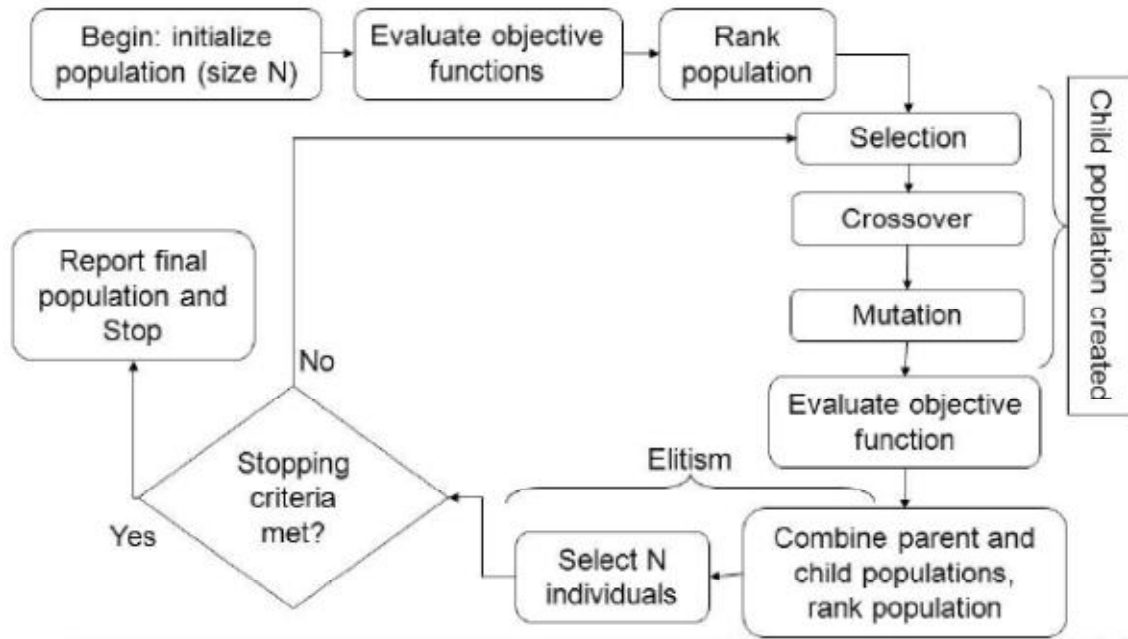 Begin: initialize
population (size N)
Evaluate objective
functions
Rank
population
Selection
Crossover
Mutation
Child population created
Evaluate objective
function
Elitism
Combine parent and
child populations,
rank population
Select N
individuals
Stopping
criteria
met?
No
Yes
Report final
population and
Stop